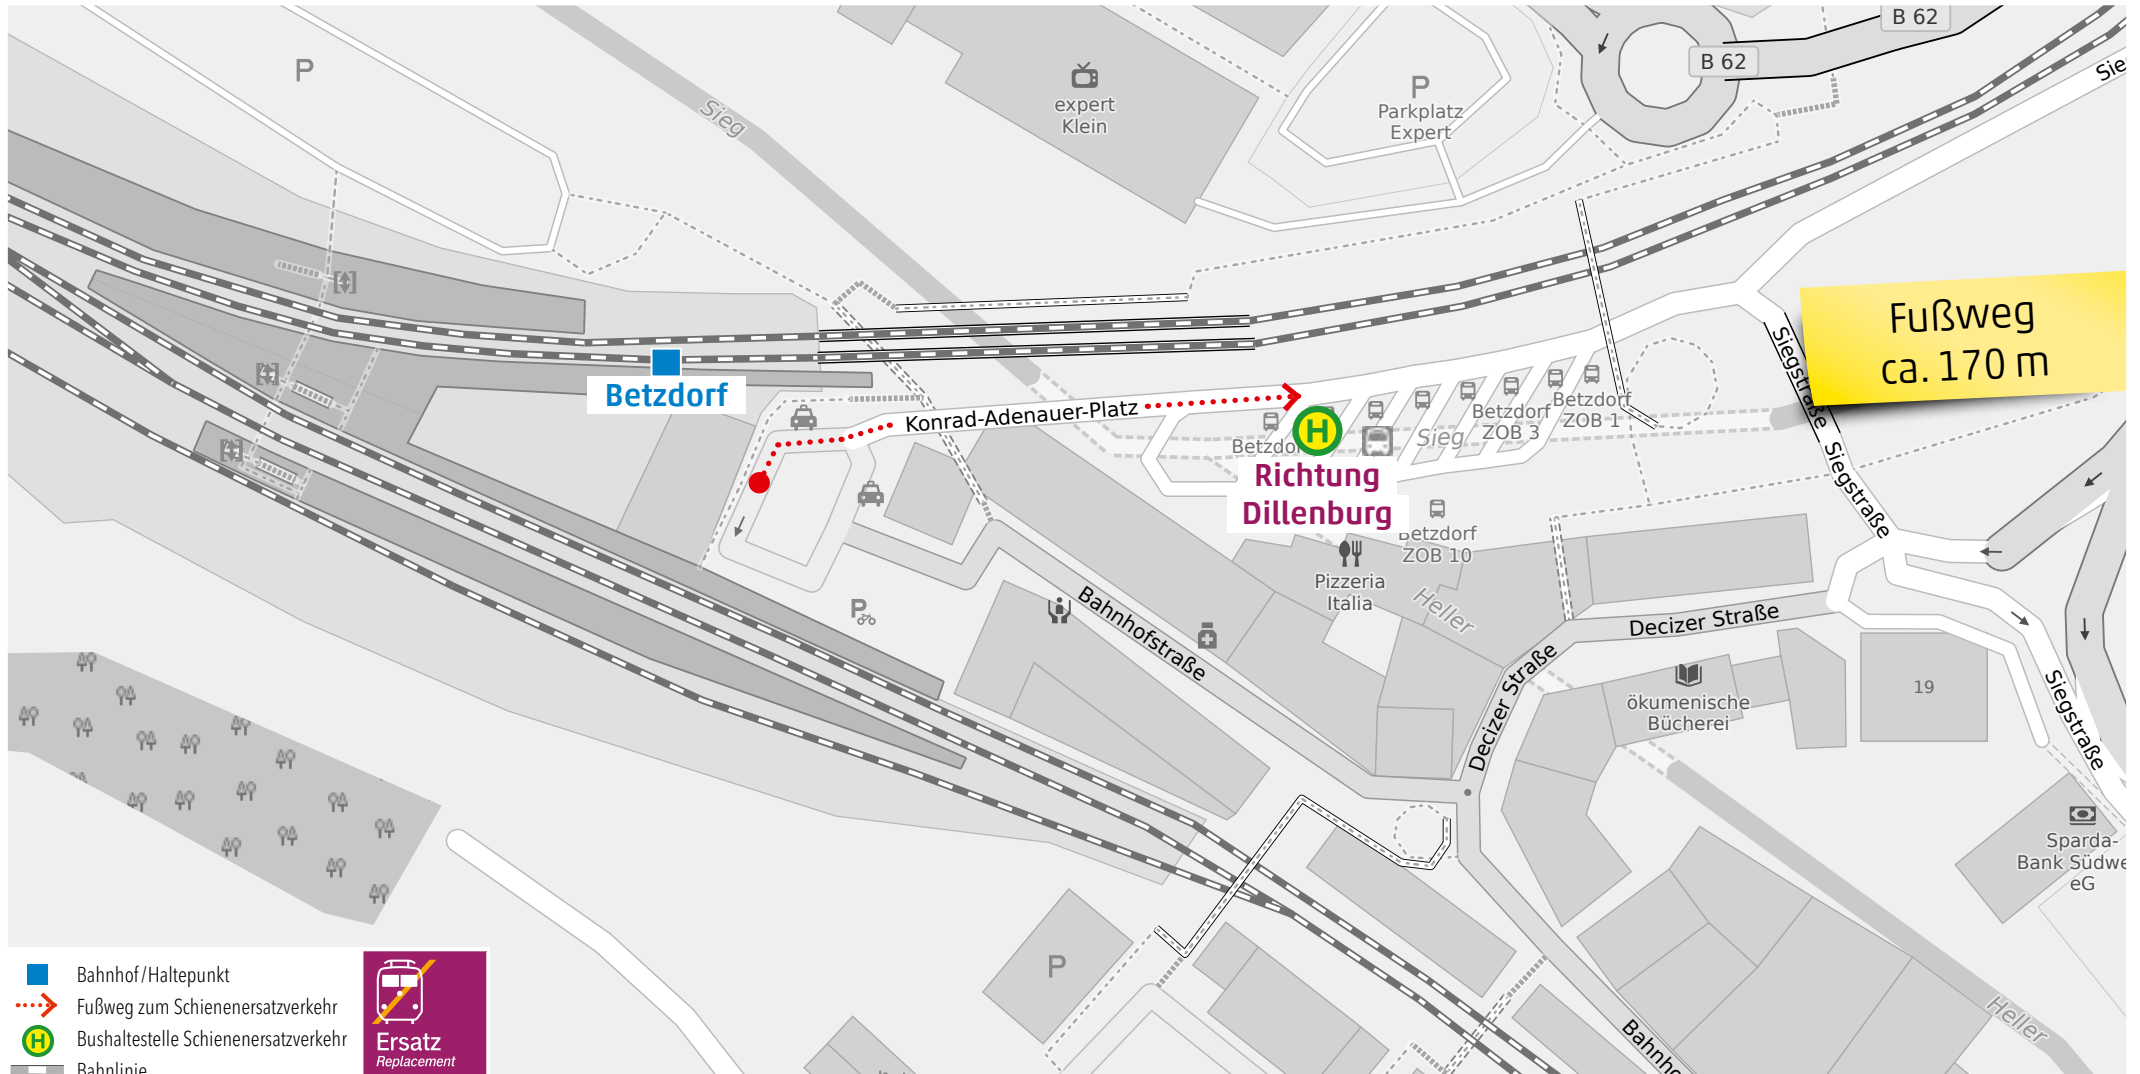 B 62
B 62
P
Sieg
expert
Klein
P
Parkplatz
Expert
Sie
Fußweg
ca. 170 m
Betzdorf
Konrad-Adenauer-Platz
Betzdorf
ZOB 3
Betzdorf
ZOB 1
Sieg
H
Richtung
Dillenburg
Betzdorf
ZOB 10
Siegstraße
Siegstraße
Pizzeria
Italia
Heller
P
Bahnhofstraße
Decizer Straße
Decizer Straße
ökumenische
Bücherei
19
Siegstraße
Sparda-
Bank Südwe
eG
P
Heller
Bahnho
Bahnhof/Haltepunkt
Fußweg zum Schienenersatzverkehr
H
Bushaltestelle Schienenersatzverkehr
Bahnlinie
Ersatz
Replacement